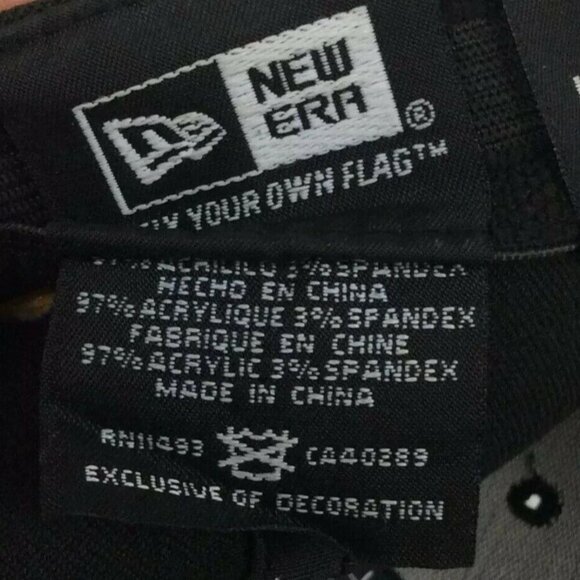 NEW
ERA®
YOUR OWN FLAG™
97% ACRILICO 3% SPANDEX
HECHO EN CHINA
97% ACRYLIQUE 3% SPANDEX
FABRIQUE EN CHINE
97% ACRYLIC 3% SPANDEX
MADE IN CHINA
RN11493 CA40289
EXCLUSIVE OF DECORATION